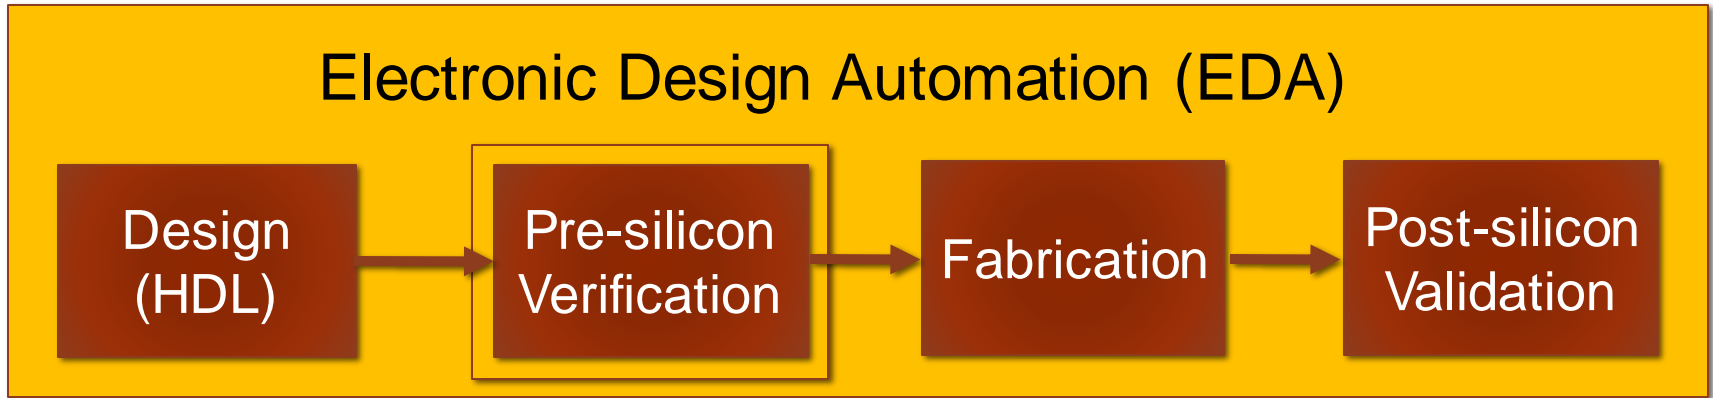 Electronic Design Automation (EDA)
Design
(HDL)
Pre-silicon
Verification
Fabrication
Post-silicon
Validation